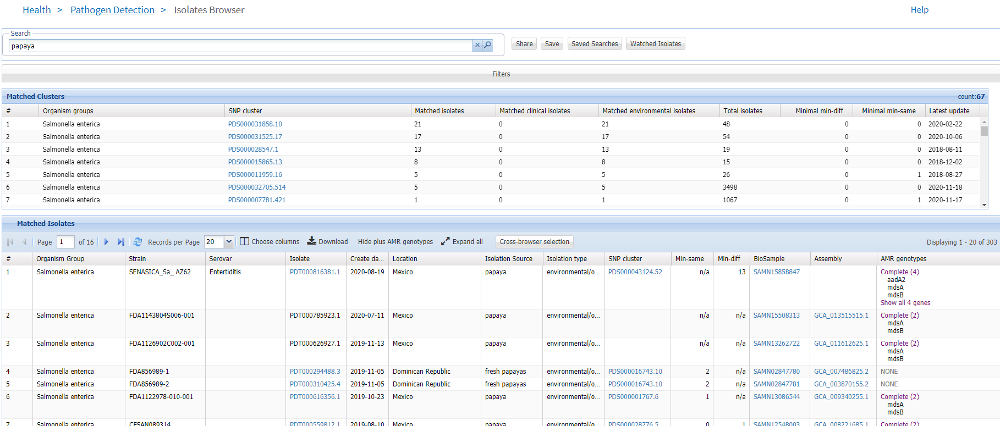 Health > Pathogen Detection > Isolates Browser Help
Search
papaya
Share Save Saved Searches Watched Isolates
Filters
Matched Clusters count:67
# Organism groups SNP cluster Matched isolates Matched clinical isolates Matched environmental isolates Total isolates Minimal min-diff Minimal min-same Latest update
1 Salmonella enterica PDS000031858.10 21 0 21 48 0 0 2020-02-22
2 Salmonella enterica PDS000031525.17 17 0 17 54 0 0 2020-10-06
3 Salmonella enterica PDS000028547.1 13 0 13 19 0 0 2018-08-11
4 Salmonella enterica PDS000015865.13 8 0 8 15 0 0 2018-12-02
5 Salmonella enterica PDS000011959.16 5 0 5 26 0 1 2018-08-27
6 Salmonella enterica PDS000032705.514 5 0 5 3498 0 0 2020-11-18
7 Salmonella enterica PDS000007781.421 1 0 1 1067 0 1 2020-11-17
Matched Isolates
Page 1 of 16 Records per Page 20 Choose columns Download Hide plus AMR genotypes Expand all Cross-browser selection Displaying 1 - 20 of 303
# Organism Group Strain Serovar Isolate Create da... Location Isolation Source Isolation type SNP cluster Min-same Min-diff BioSample Assembly AMR genotypes
1 Salmonella enterica SENASICA_Sa_ AZ62 Entertiditis PDT000816381.1 2020-08-19 Mexico papaya environmental/o... PDS000043124.52 n/a 13 SAMN15858847 Complete (4)
aadA2
mdsA
mdsB
Show all 4 genes
2 Salmonella enterica FDA1143804S006-001 PDT000785923.1 2020-07-11 Mexico papaya environmental/o... n/a n/a SAMN15508313 GCA_013515515.1 Complete (2)
mdsA
mdsB
3 Salmonella enterica FDA1126902C002-001 PDT000626927.1 2019-11-13 Mexico papaya environmental/o... n/a n/a SAMN13262722 GCA_011612625.1 Complete (2)
mdsA
mdsB
4 Salmonella enterica FDA856989-1 PDT000294488.3 2019-11-05 Dominican Republic fresh papayas environmental/o... PDS000016743.10 2 n/a SAMN02847780 GCA_007486825.2 NONE
5 Salmonella enterica FDA856989-2 PDT000310425.4 2019-11-05 Dominican Republic fresh papayas environmental/o... PDS000016743.10 2 n/a SAMN02847781 GCA_003870155.2 NONE
6 Salmonella enterica FDA1122978-010-001 PDT000616356.1 2019-10-23 Mexico papaya environmental/o... PDS000001767.6 1 n/a SAMN13086544 GCA_009340255.1 Complete (2)
mdsA
mdsB
7 Salmonella enterica CFSAN089314 PDT000559812.1 2019-08-10 Mexico papaya environmental/o... PDS000028776.5 0 1 SAMN12548003 GCA_008221685.1 Complete (2)